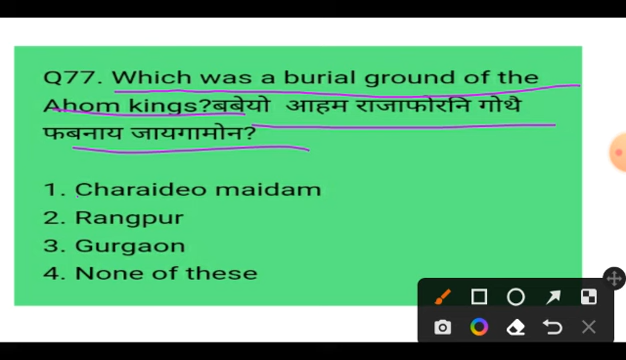 Q77. Which was a burial ground of the
Ahom kings?बबेयो आहम राजाफोरनि गोथै
फबनाय जायगामोन?
1. Charaideo maidam
2. Rangpur
3. Gurgaon
4. None of these